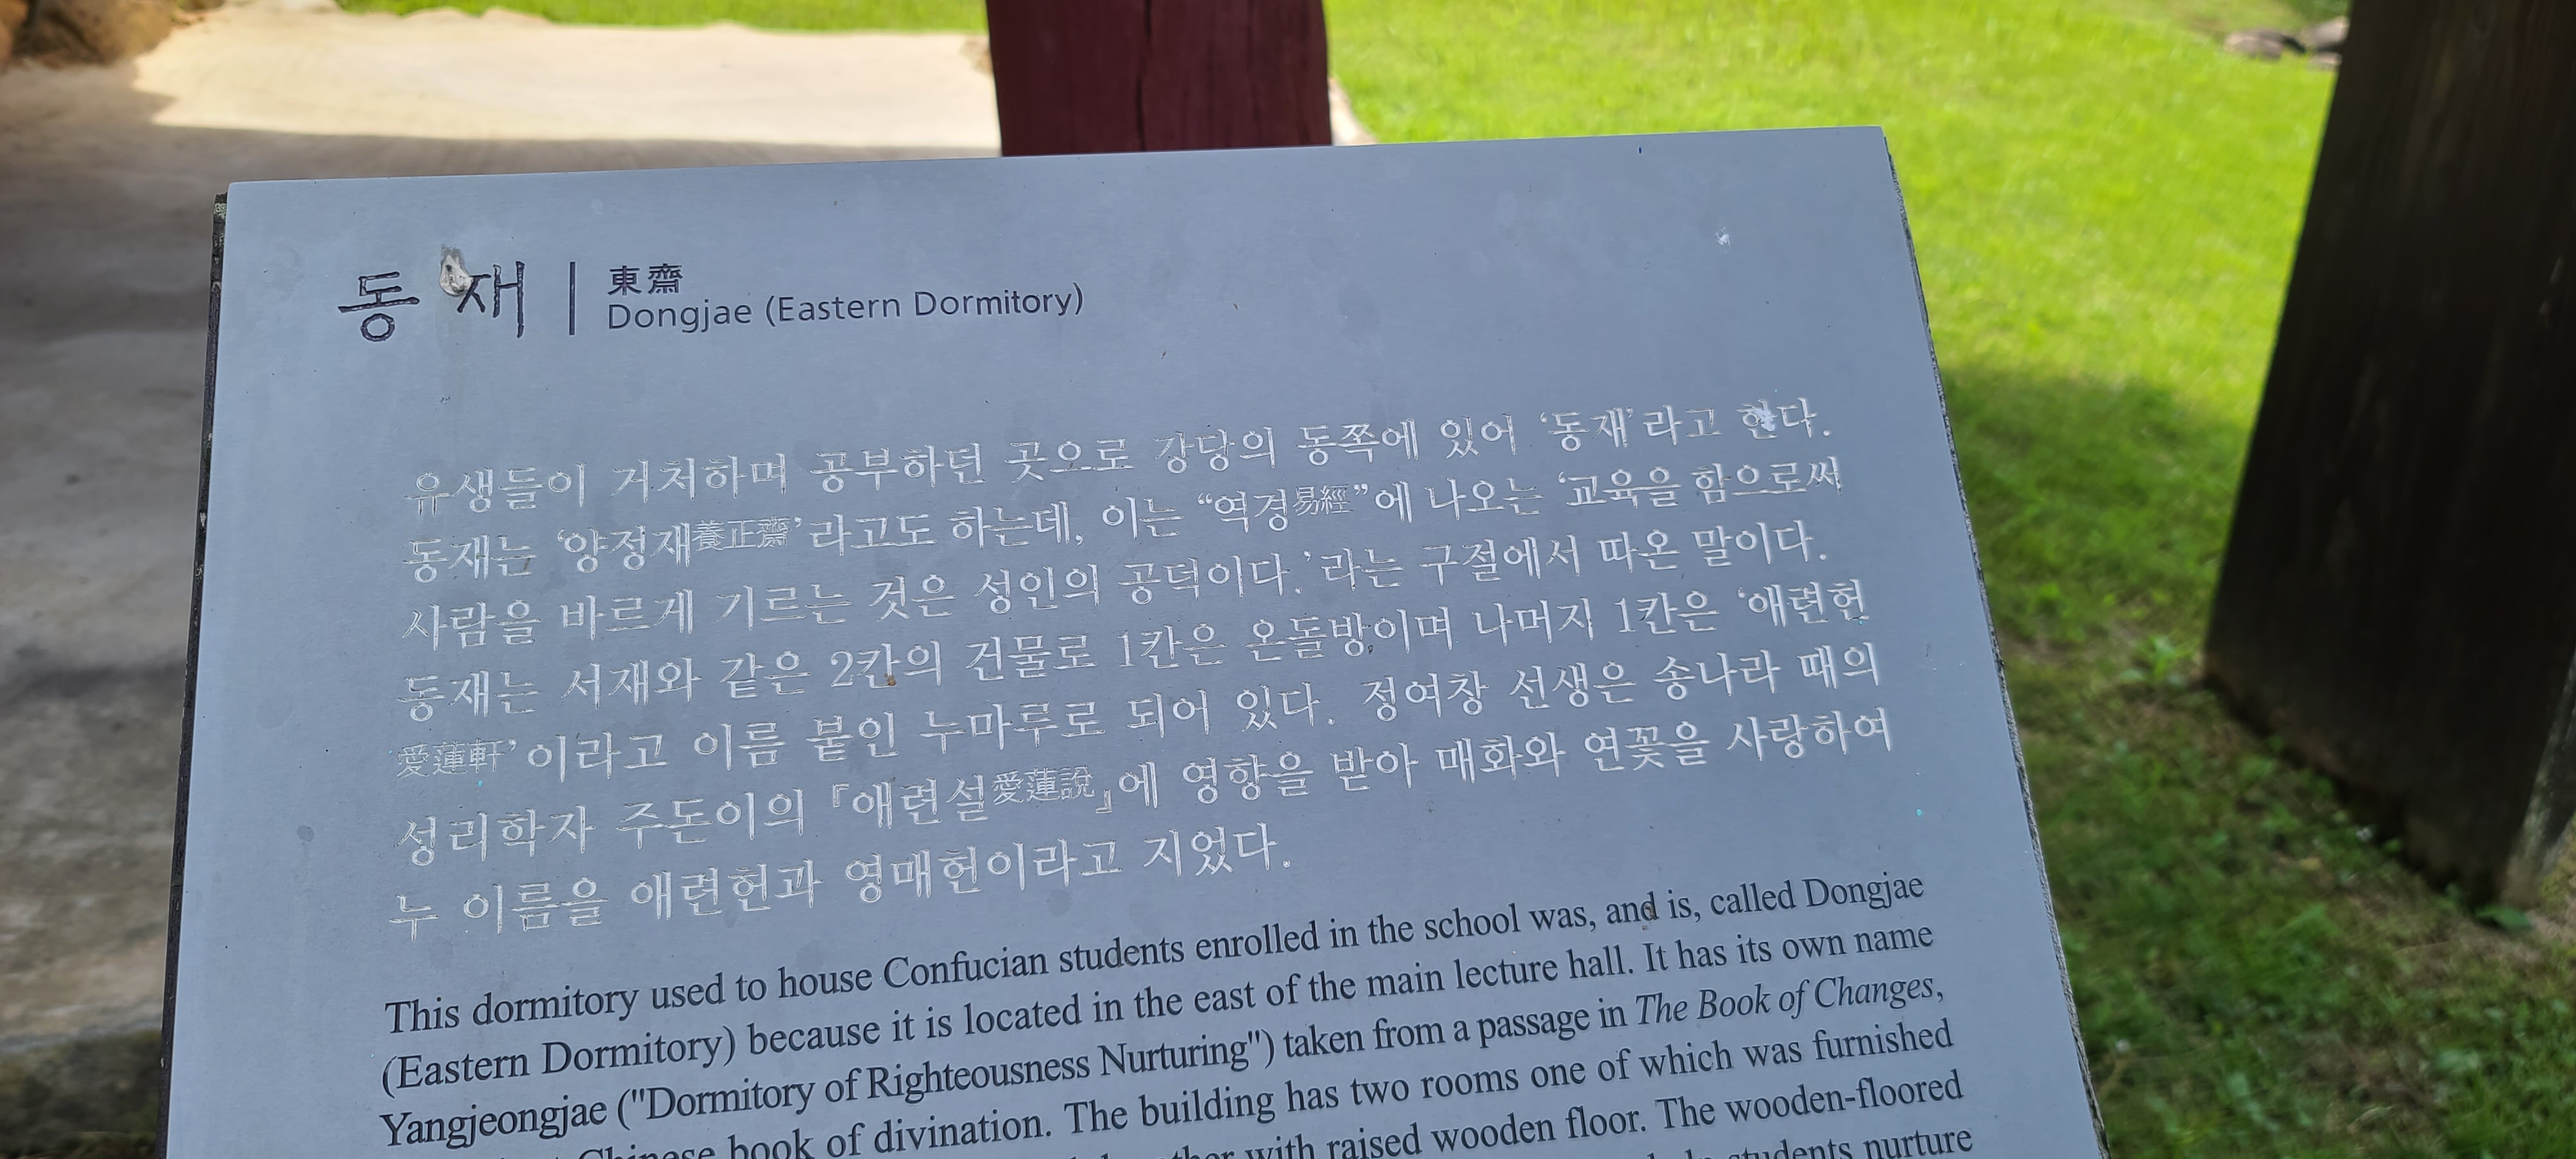 동재
東齋
Dongjae (Eastern Dormitory)
유생들이 거처하며 공부하던 곳으로 강당의 동쪽에 있어 ‘동재’라고 한다.
동재는 ‘양정재養正齋’라고도 하는데, 이는 “역경易經”에 나오는 ‘교육을 함으로써
사람을 바르게 기르는 것은 성인의 공덕이다.’라는 구절에서 따온 말이다.
동재는 서재와 같은 2칸의 건물로 1칸은 온돌방이며 나머지 1칸은 ‘애련헌
愛蓮軒’이라고 이름 붙인 누마루로 되어 있다. 정여창 선생은 송나라 때의
성리학자 주돈이의 『애련설愛蓮說』에 영향을 받아 매화와 연꽃을 사랑하여
누 이름을 애련헌과 영매헌이라고 지었다.
This dormitory used to house Confucian students enrolled in the school was, and is, called Dongjae
(Eastern Dormitory) because it is located in the east of the main lecture hall. It has its own name
Yangjeongjae ("Dormitory of Righteousness Nurturing") taken from a passage in The Book of Changes,
Chinese book of divination. The building has two rooms one of which was furnished
with raised wooden floor. The wooden-floored
students nurture